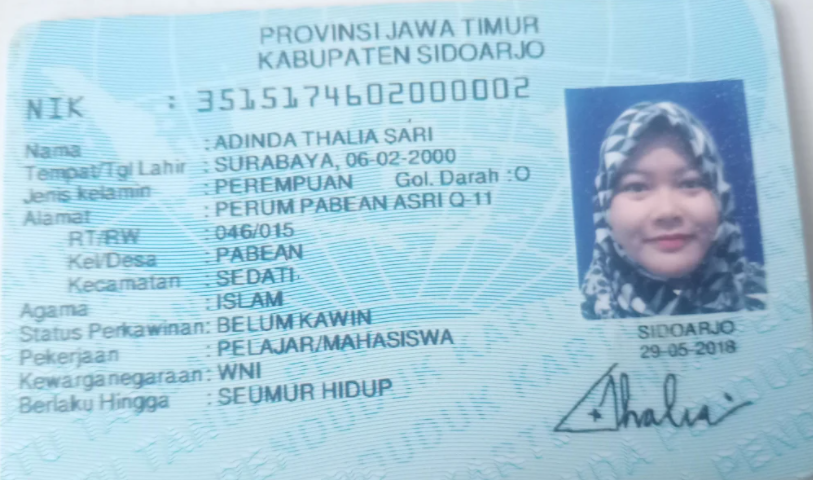 PROVINSI JAWA TIMUR
KABUPATEN SIDOARJO
NIK : 3515174602000002
Nama : ADINDA THALIA SARI
Tempat/Tgl Lahir : SURABAYA, 06-02-2000
Jenis kelamin : PEREMPUAN Gol. Darah : O
Alamat : PERUM PABEAN ASRI Q-11
RT/RW : 046/015
Kel/Desa : PABEAN
Kecamatan : SEDATI
Agama : ISLAM
Status Perkawinan: BELUM KAWIN
Pekerjaan : PELAJAR/MAHASISWA
Kewarganegaraan: WNI
Berlaku Hingga : SEUMUR HIDUP
SIDOARJO
29-05-2018
Thalia